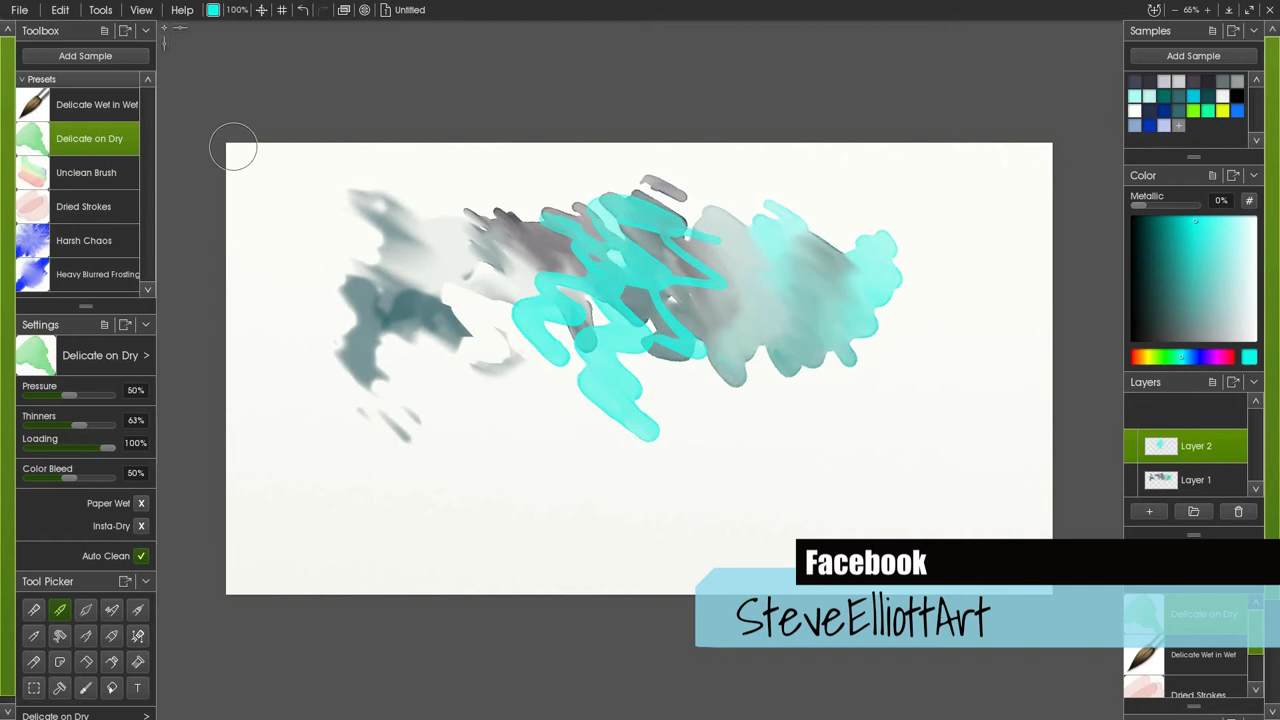 File Edit Tools View Help 100% Untitled 65%
Toolbox
Add Sample
Presets
Delicate Wet in Wet
Delicate on Dry
Unclean Brush
Dried Strokes
Harsh Chaos
Heavy Blurred Frosting
Settings
Delicate on Dry >
Pressure 50%
Thinners 63%
Loading 100%
Color Bleed 50%
Paper Wet X
Insta-Dry X
Auto Clean
Tool Picker
T
Delicate on Dry >
Samples
Add Sample
Color
Metallic 0% #
Layers
Layer 2
Layer 1
Facebook
SteveElliottArt
Delicate on Dry
Delicate Wet in Wet
Dried Strokes